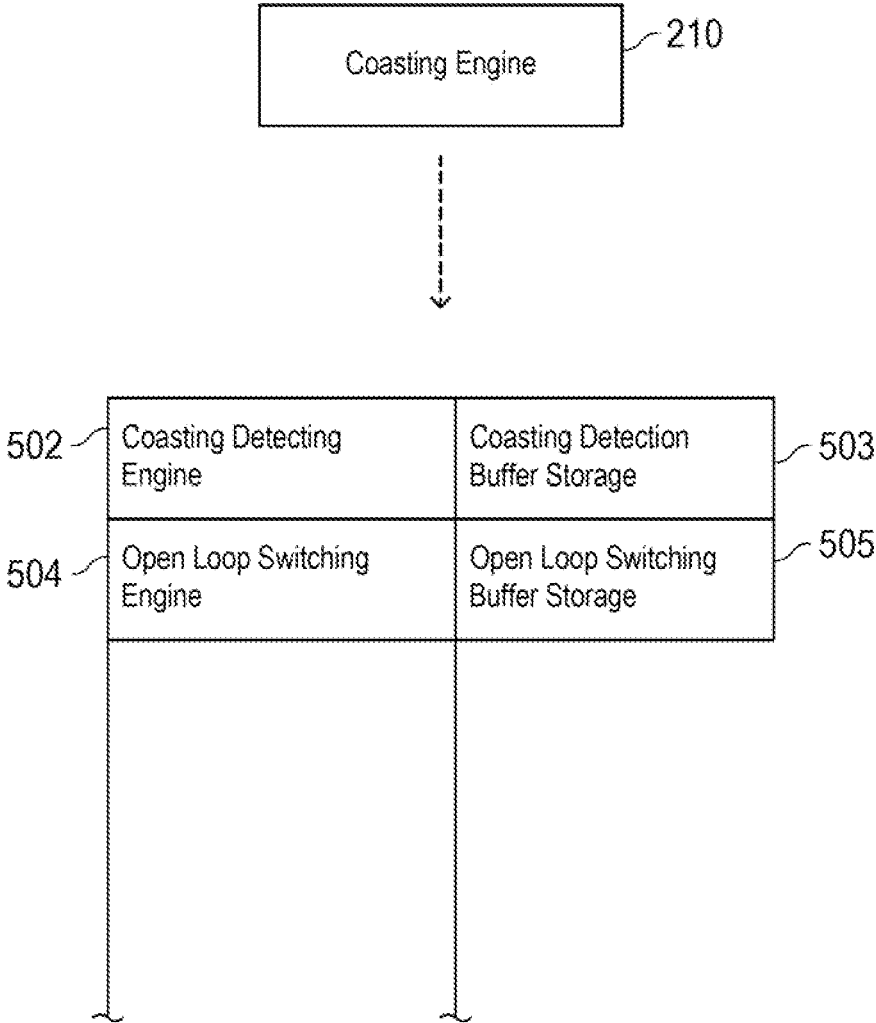 Coasting Engine
210
502
Coasting Detecting
Engine
Coasting Detection
Buffer Storage
503
504
Open Loop Switching
Engine
Open Loop Switching
Buffer Storage
505